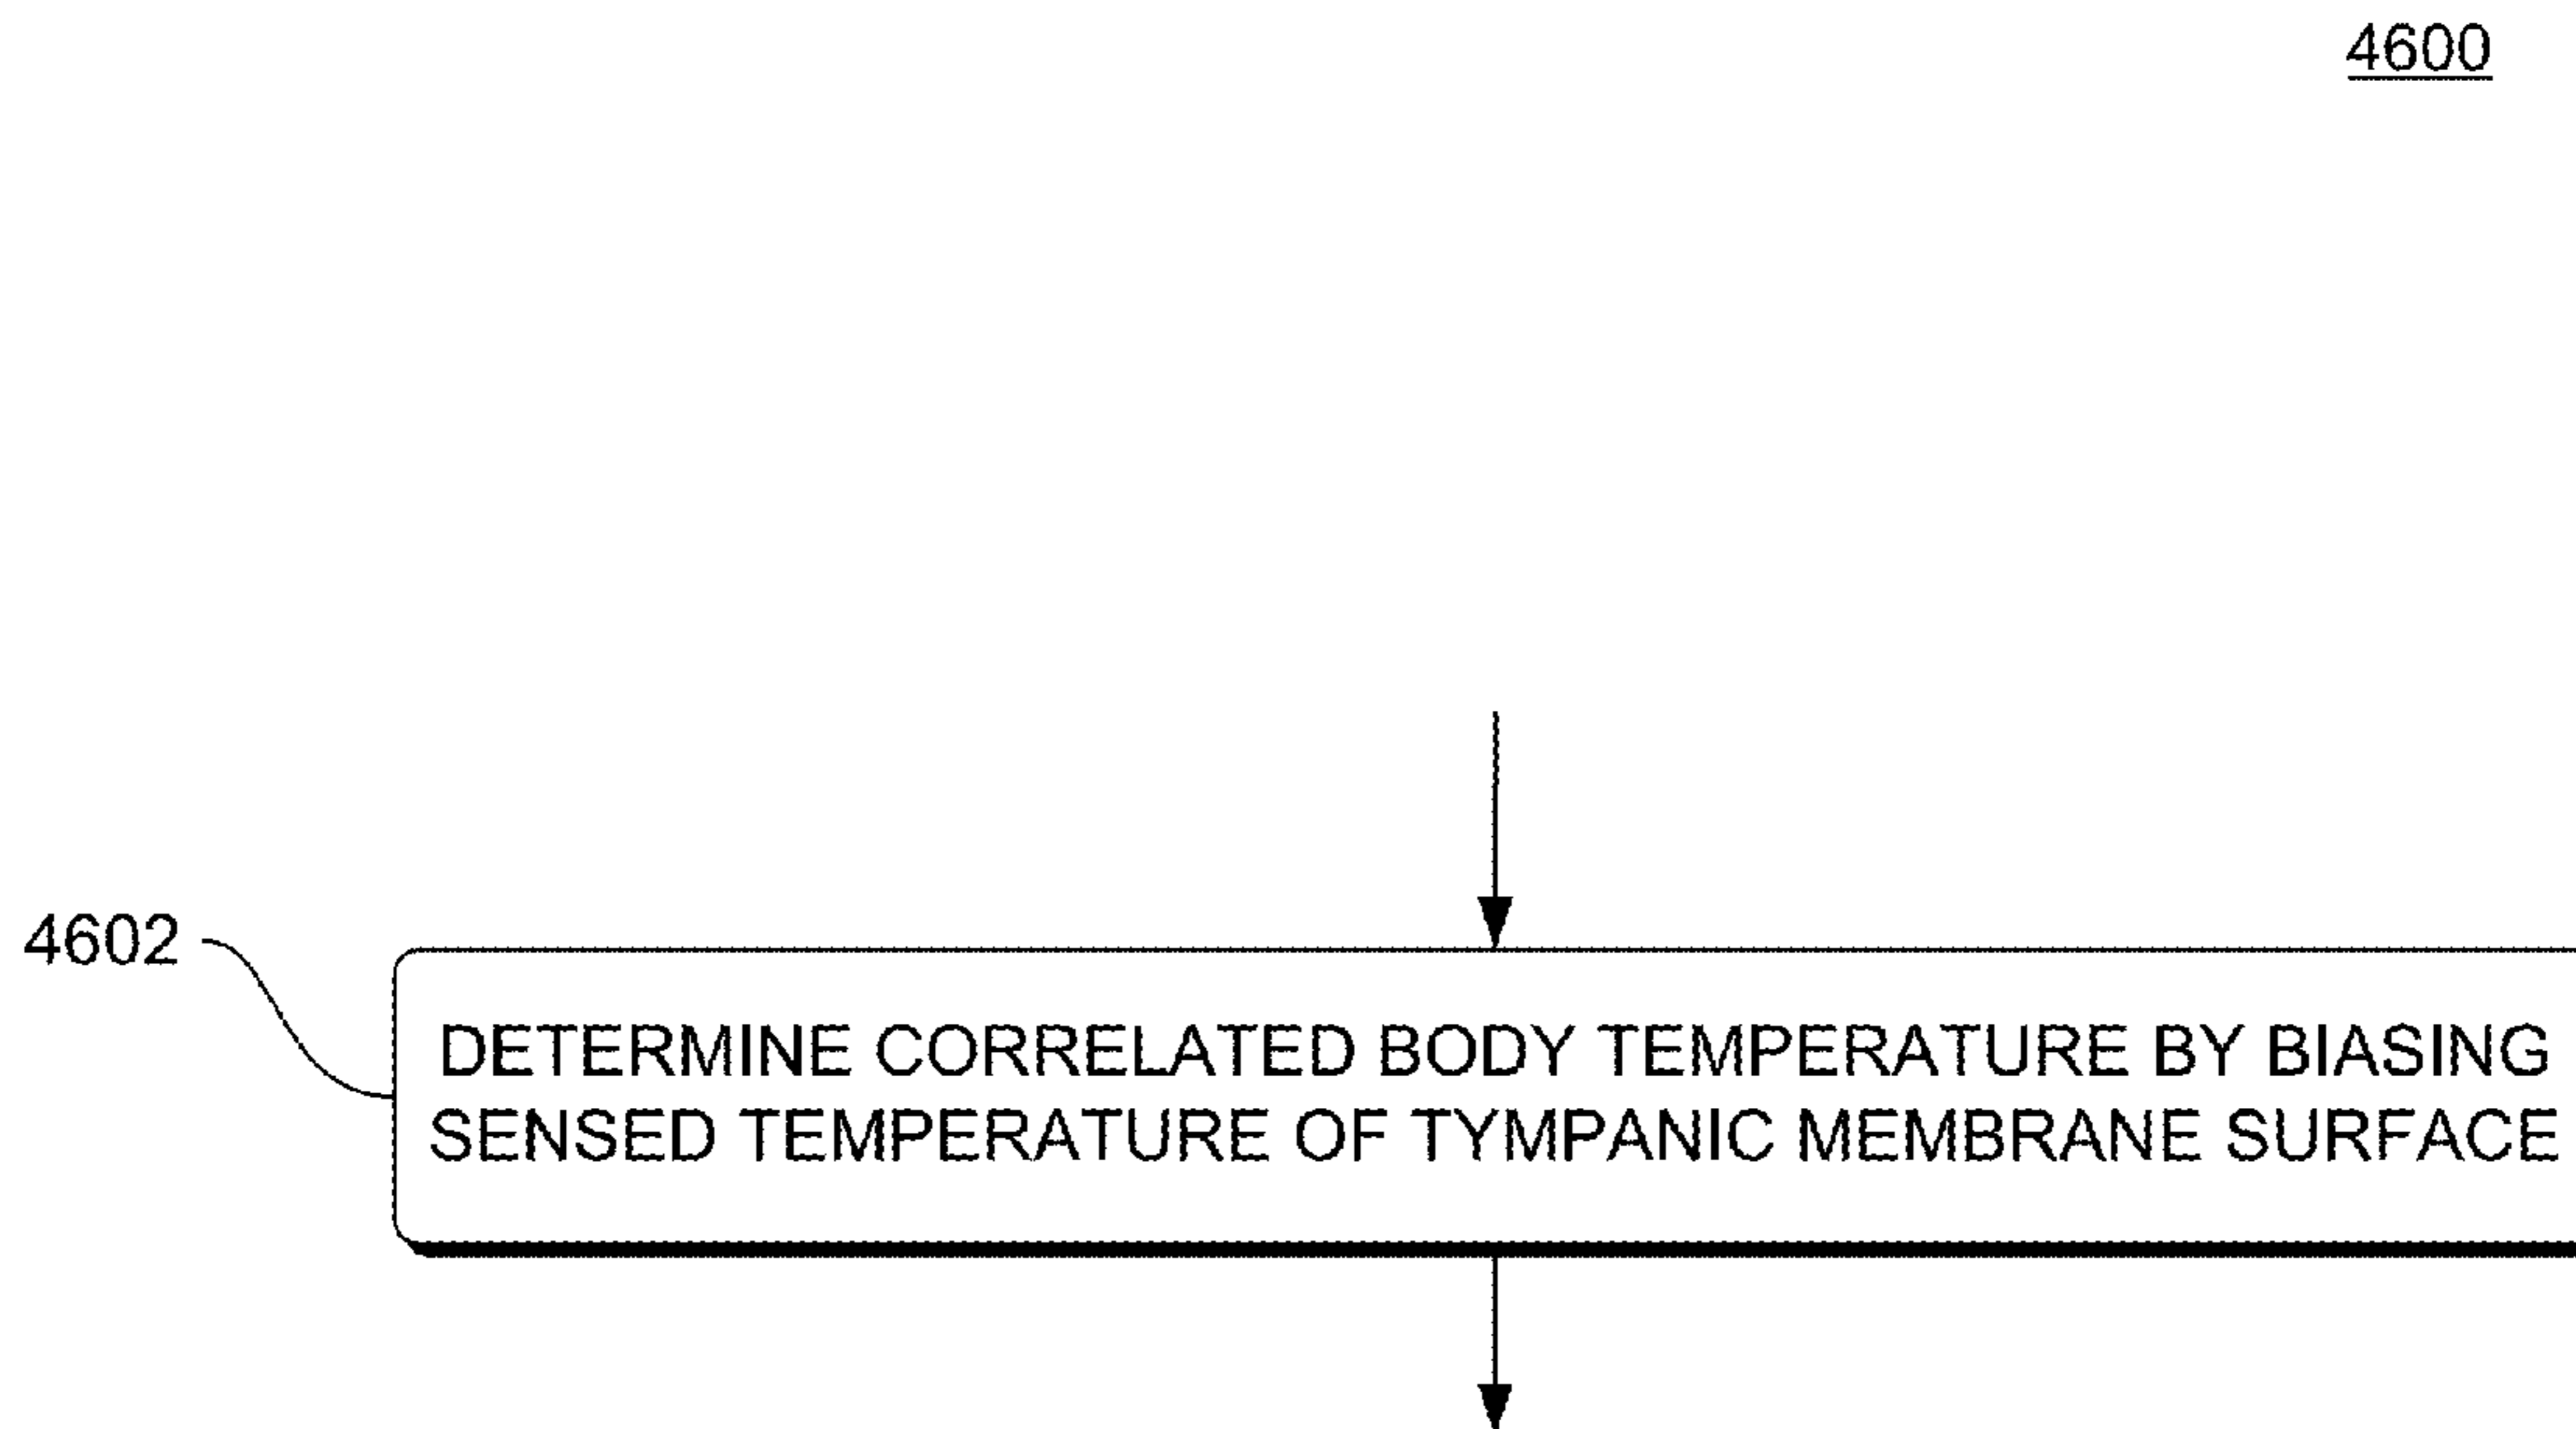 4600
4602
DETERMINE CORRELATED BODY TEMPERATURE BY BIASING
SENSED TEMPERATURE OF TYMPANIC MEMBRANE SURFACE